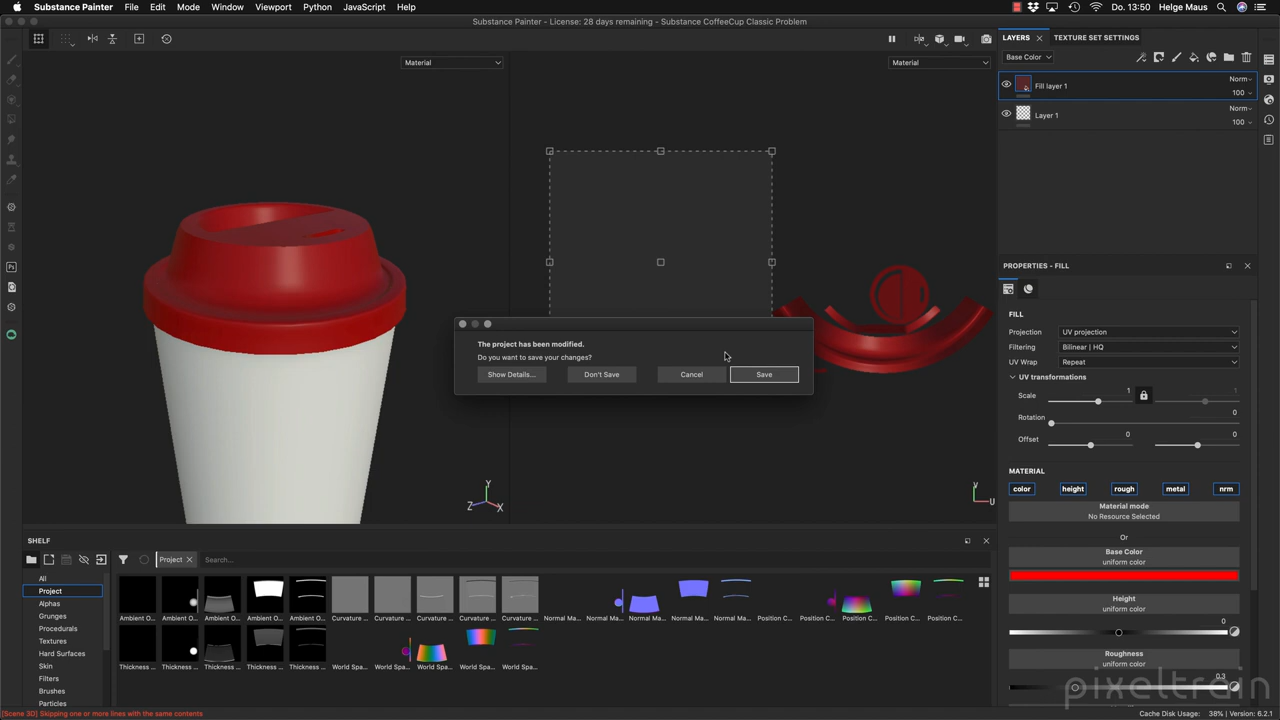 Substance Painter File Edit Mode Window Viewport Python JavaScript Help
Do. 13:50 Helge Maus
Substance Painter - License: 28 days remaining - Substance CoffeeCup Classic Problem
LAYERS TEXTURE SET SETTINGS
Material
Material
Base Color
Fill layer 1
Norm
100
Layer 1
Norm
100
PROPERTIES - FILL
FILL
Projection UV projection
Filtering Bilinear | HQ
UV Wrap Repeat
UV transformations
Scale 1 1
Rotation 0
Offset 0 0
MATERIAL
color height rough metal nrm
Material mode
No Resource Selected
Or
Base Color
uniform color
Height
uniform color
0
Roughness
uniform color
0.3
The project has been modified.
Do you want to save your changes?
Show Details... Don't Save Cancel Save
Y
Z X
V
U
SHELF
Project Search...
All
Project
Alphas
Grunges
Procedurals
Textures
Hard Surfaces
Skin
Filters
Brushes
Particles
Ambient O... Ambient O... Ambient O... Ambient O... Ambient O... Curvature ... Curvature ... Curvature ... Curvature ... Curvature ... Normal Ma... Normal Ma... Normal Ma... Normal Ma... Normal Ma... Position C... Position C... Position C... Position C... Position C...
Thickness ... Thickness ... Thickness ... Thickness ... Thickness ... World Spa... World Spa... World Spa... World Spa... World Spa...
pixeltrain
[Scene 3D] Skipping one or more lines with the same contents
Cache Disk Usage: 38% | Version: 6.2.1